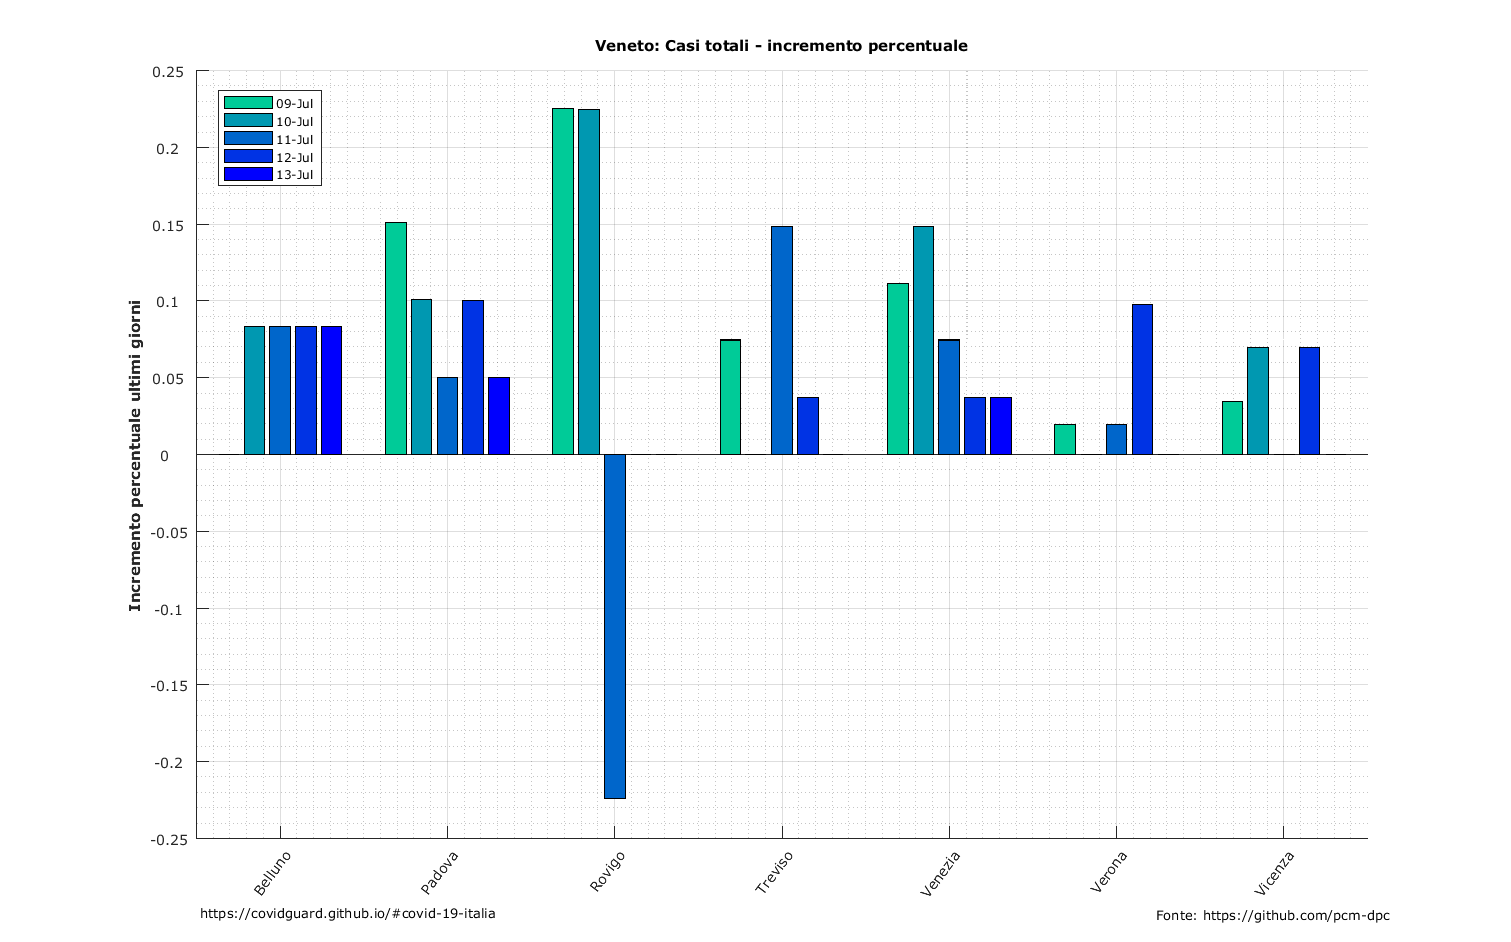 Veneto: Casi totali - incremento percentuale
0.25
0.2
0.15
0.1
0.05
0
-0.05
-0.1
-0.15
-0.2
-0.25
Incremento percentuale ultimi giorni
09-Jul
10-Jul
11-Jul
12-Jul
13-Jul
Belluno
Padova
Rovigo
Treviso
Venezia
Verona
Vicenza
https://covidguard.github.io/#covid-19-italia
Fonte: https://github.com/pcm-dpc